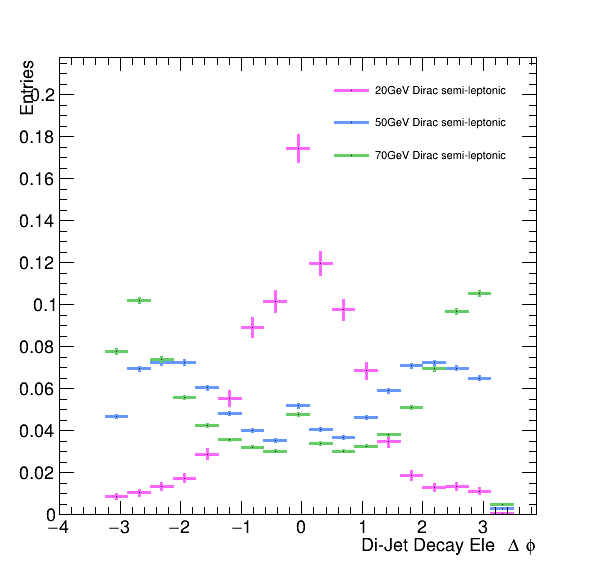 Entries
20GeV Dirac semi-leptonic
50GeV Dirac semi-leptonic
70GeV Dirac semi-leptonic
0.2
0.18
0.16
0.14
0.12
0.1
0.08
0.06
0.04
0.02
0
−4 −3 −2 −1 0 1 2 3
Di-Jet Decay Ele Δ ϕ